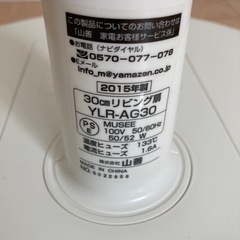 この製品についてのお問合わせは
「山善 家電お客様サービス係」
●お電話(ナビダイヤル)
0570-077-078
●Eメール
info_m@yamazen.co.jp
2015年製
30cmリビング扇
YLR-AG30
PSE
MUSEE
100V 50/60Hz
50/52 W
温度ヒューズ 133℃
電流ヒューズ 1.6A
株式会社 山善
MADE IN CHINA